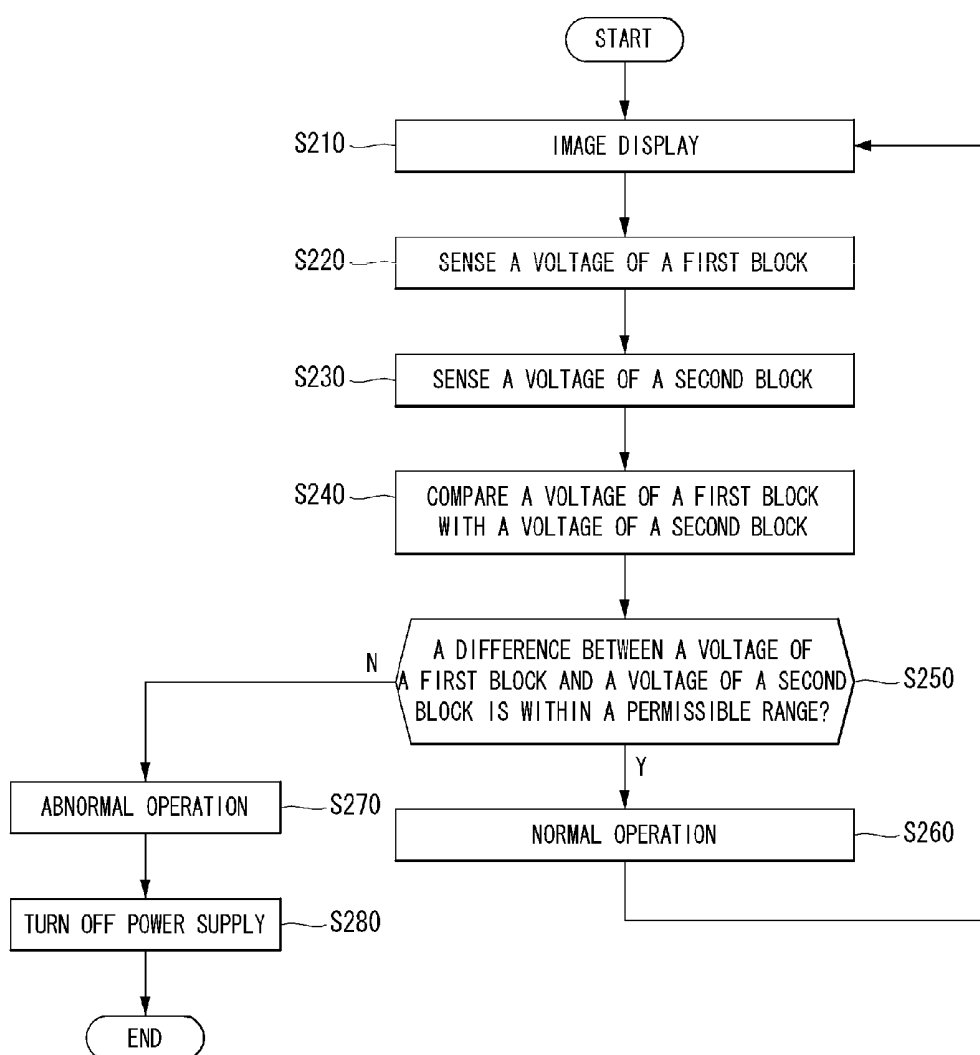 START
S210
IMAGE DISPLAY
S220
SENSE A VOLTAGE OF A FIRST BLOCK
S230
SENSE A VOLTAGE OF A SECOND BLOCK
S240
COMPARE A VOLTAGE OF A FIRST BLOCK
WITH A VOLTAGE OF A SECOND BLOCK
A DIFFERENCE BETWEEN A VOLTAGE OF
A FIRST BLOCK AND A VOLTAGE OF A SECOND
BLOCK IS WITHIN A PERMISSIBLE RANGE?
S250
N
Y
ABNORMAL OPERATION
S270
NORMAL OPERATION
S260
TURN OFF POWER SUPPLY
S280
END